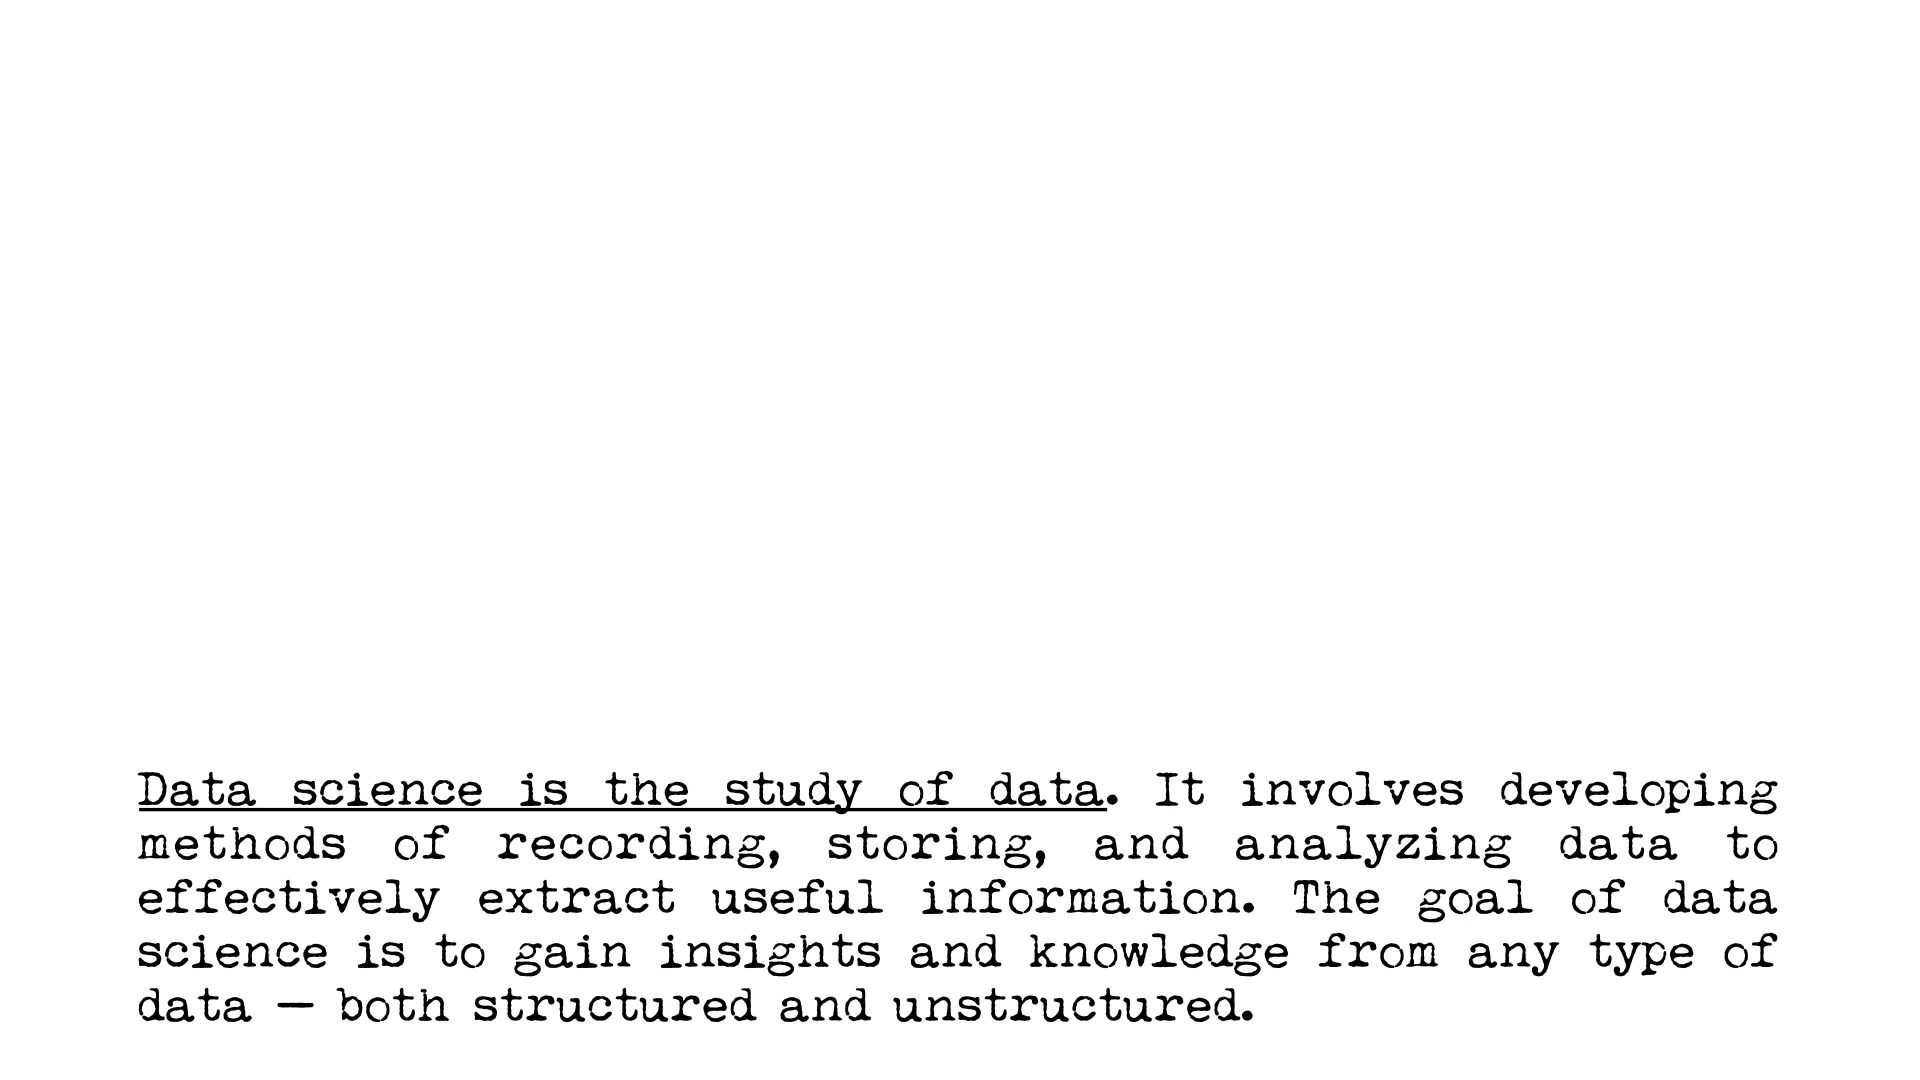 Data science is the study of data. It involves developing
methods of recording, storing, and analyzing data to
effectively extract useful information. The goal of data
science is to gain insights and knowledge from any type of
data — both structured and unstructured.